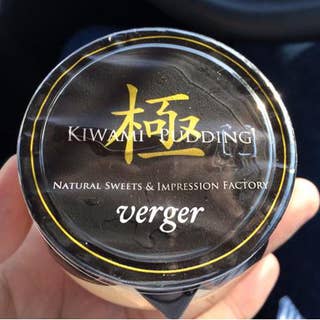 極
KIWAMI PUDDING
NATURAL SWEETS & IMPRESSION FACTORY
verger